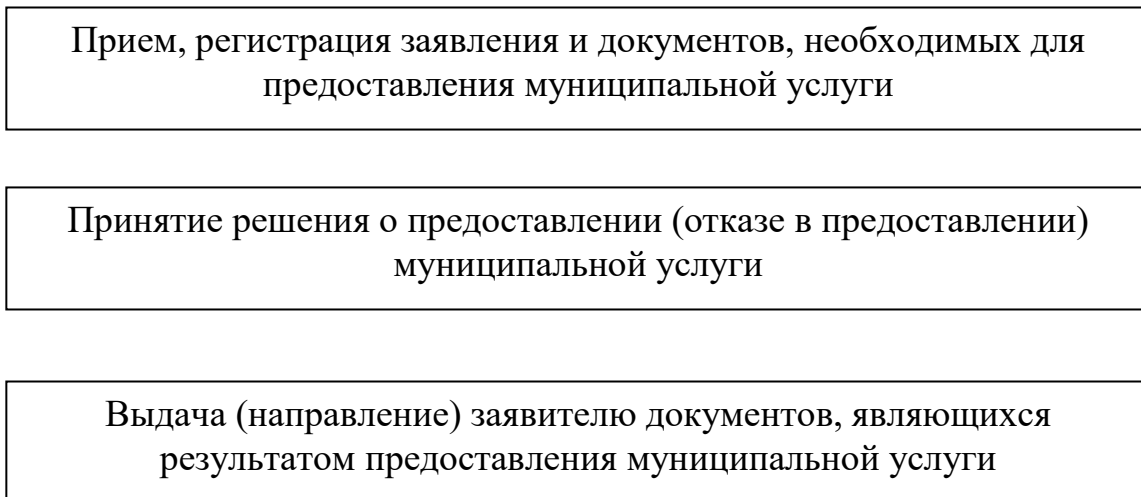 Прием, регистрация заявления и документов, необходимых для
предоставления муниципальной услуги
Принятие решения о предоставлении (отказе в предоставлении)
муниципальной услуги
Выдача (направление) заявителю документов, являющихся
результатом предоставления муниципальной услуги